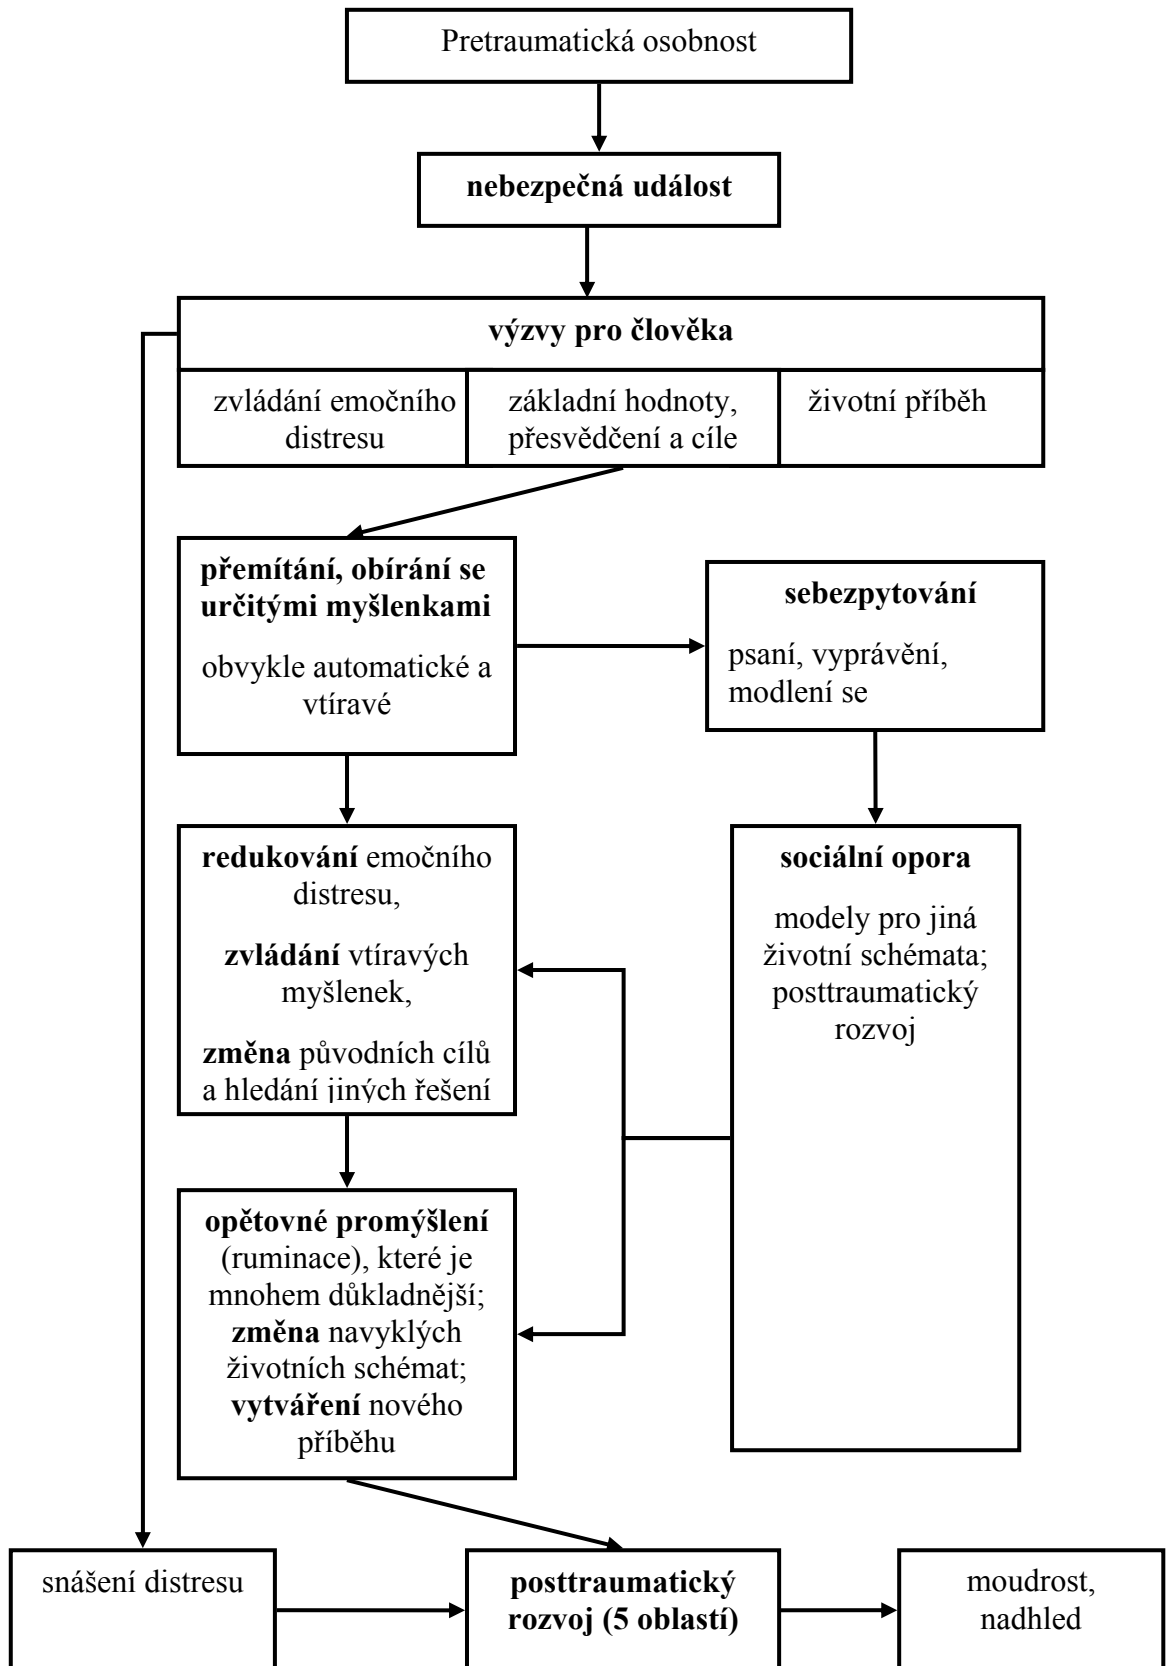 Pretraumatická osobnost
nebezpečná událost
výzvy pro člověka
zvládání emočního
distresu
základní hodnoty,
přesvědčení a cíle
životní příběh
přemítání, obírání se
určitými myšlenkami
obvykle automatické a
vtíravé
sebezpytování
psaní, vyprávění,
modlení se
redukování emočního
distresu,
zvládání vtíravých
myšlenek,
změna původních cílů
a hledání jiných řešení
sociální opora
modely pro jiná
životní schémata;
posttraumatický
rozvoj
opětovné promýšlení
(ruminace), které je
mnohem důkladnější;
změna navyklých
životních schémat;
vytváření nového
příběhu
snášení distresu
posttraumatický
rozvoj (5 oblastí)
moudrost,
nadhled